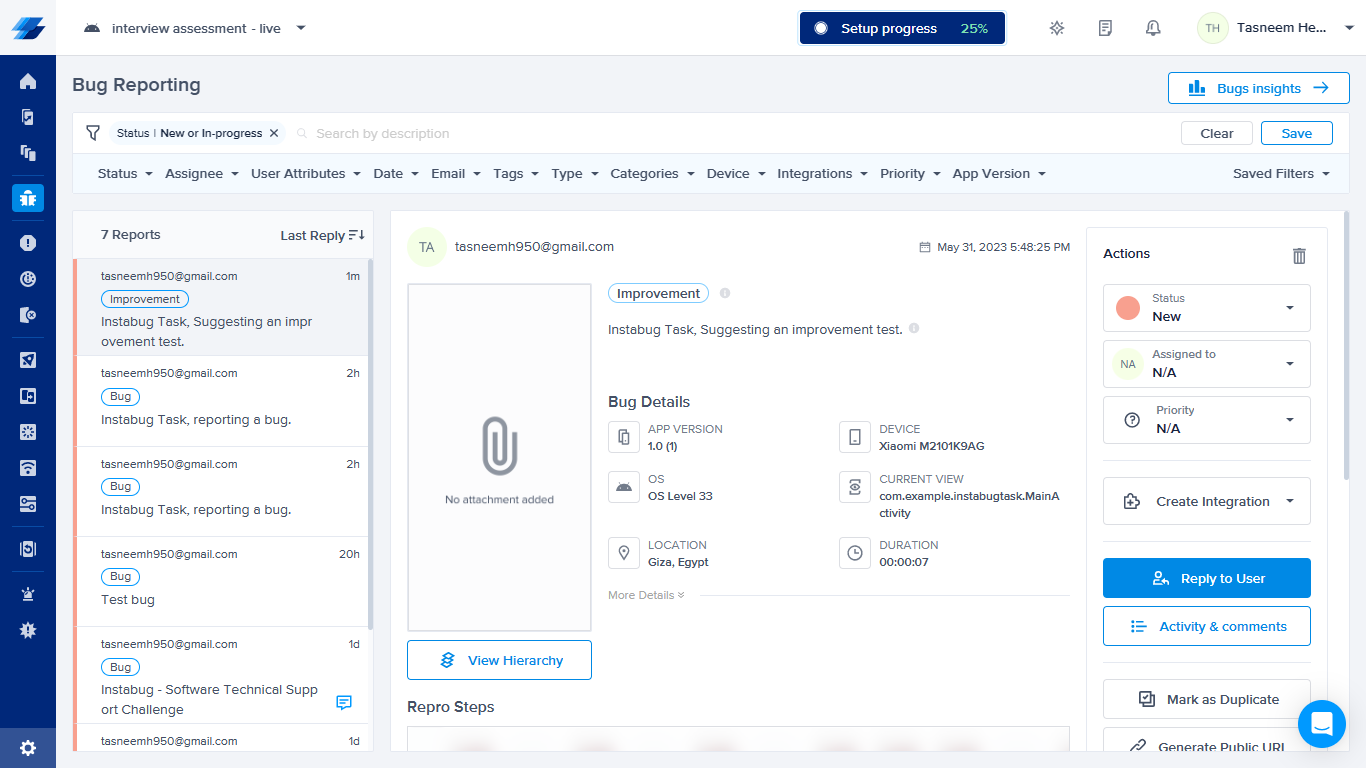 interview assessment - live
Setup progress 25%
TH
Tasneem He...
Bug Reporting
Bugs insights
Status | New or In-progress
Search by description
Clear
Save
Status
Assignee
User Attributes
Date
Email
Tags
Type
Categories
Device
Integrations
Priority
App Version
Saved Filters
7 Reports
Last Reply
tasneemh950@gmail.com 1m
Improvement
Instabug Task, Suggesting an impr
ovement test.
tasneemh950@gmail.com 2h
Bug
Instabug Task, reporting a bug.
tasneemh950@gmail.com 2h
Bug
Instabug Task, reporting a bug.
tasneemh950@gmail.com 20h
Bug
Test bug
tasneemh950@gmail.com 1d
Bug
Instabug - Software Technical Supp
ort Challenge
tasneemh950@gmail.com 1d
TA
tasneemh950@gmail.com
May 31, 2023 5:48:25 PM
No attachment added
View Hierarchy
Improvement
Instabug Task, Suggesting an improvement test.
Bug Details
APP VERSION
1.0 (1)
DEVICE
Xiaomi M2101K9AG
OS
OS Level 33
CURRENT VIEW
com.example.instabugtask.MainA
ctivity
LOCATION
Giza, Egypt
DURATION
00:00:07
More Details
Repro Steps
Actions
Status
New
NA
Assigned to
N/A
Priority
N/A
Create Integration
Reply to User
Activity & comments
Mark as Duplicate
Generate Public URL